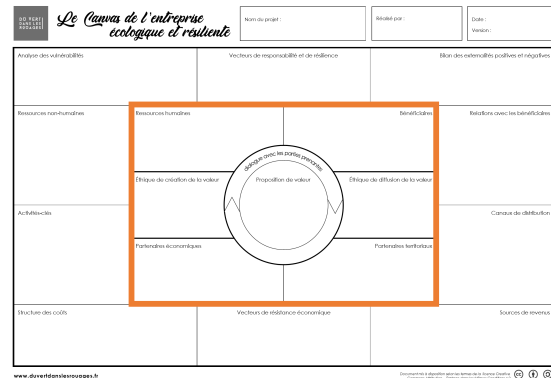 DU VERT
DANS LES
ROUAGES
Le Canvas de l'entreprise
écologique et résiliente
Nom du projet :
Réalisé par :
Date :
Version :
Analyse des vulnérabilités
Vecteurs de responsabilité et de résilience
Bilan des externalités positives et négatives
Ressources non-humaines
Ressources humaines
Bénéficiaires
Relations avec les bénéficiaires
dialogue avec les parties prenantes
Éthique de création de la valeur
Proposition de valeur
Éthique de diffusion de la valeur
Activités-clés
Canaux de distribution
Partenaires économiques
Partenaires territoriaux
Structure des coûts
Vecteurs de résistance économique
Sources de revenus
www.duvertdanslesrouages.fr
Document mis à disposition selon les termes de la licence Creative